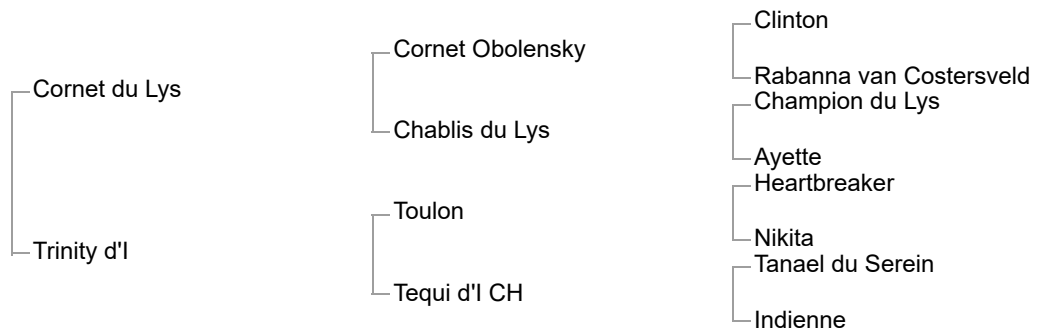 Clinton
Cornet Obolensky
Rabanna van Costersveld
Cornet du Lys
Champion du Lys
Chablis du Lys
Ayette
Heartbreaker
Toulon
Nikita
Trinity d'I
Tanael du Serein
Tequi d'I CH
Indienne